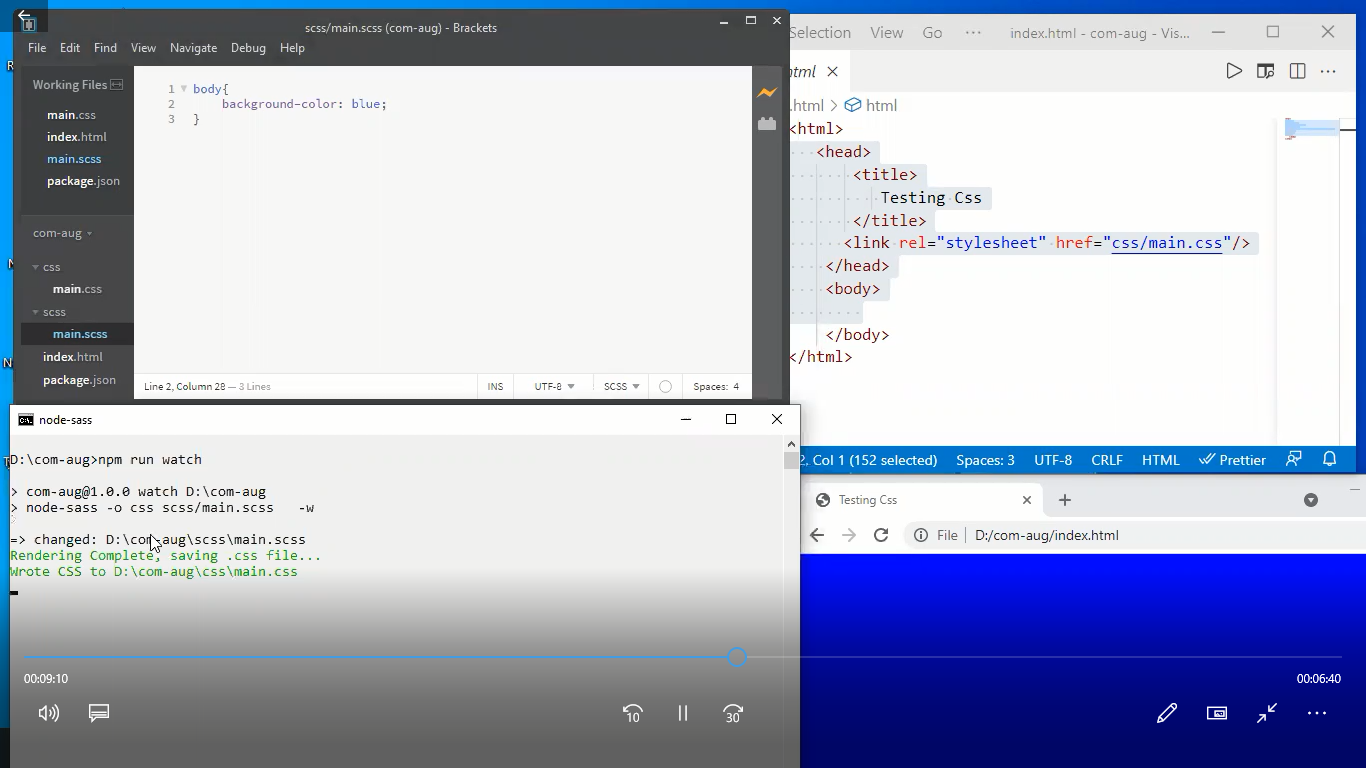 scss/main.scss (com-aug) - Brackets
File Edit Find View Navigate Debug Help
Working Files
main.css
index.html
main.scss
package.json
com-aug
css
main.css
scss
main.scss
index.html
package.json
1 body{
2 background-color: blue;
3 }
Line 2, Column 28 — 3 Lines
INS UTF-8 SCSS Spaces: 4
Selection View Go ··· index.html - com-aug - Vis...
html
.html > html
<html>
<head>
<title>
Testing Css
</title>
<link rel="stylesheet" href="css/main.css"/>
</head>
<body>
</body>
</html>
2, Col 1 (152 selected) Spaces: 3 UTF-8 CRLF HTML Prettier
node-sass
D:\com-aug>npm run watch
> com-aug@1.0.0 watch D:\com-aug
> node-sass -o css scss/main.scss -w
=> changed: D:\com-aug\scss\main.scss
Rendering Complete, saving .css file...
Wrote CSS to D:\com-aug\css\main.css
Testing Css
File D:/com-aug/index.html
00:09:10
00:06:40
10
30